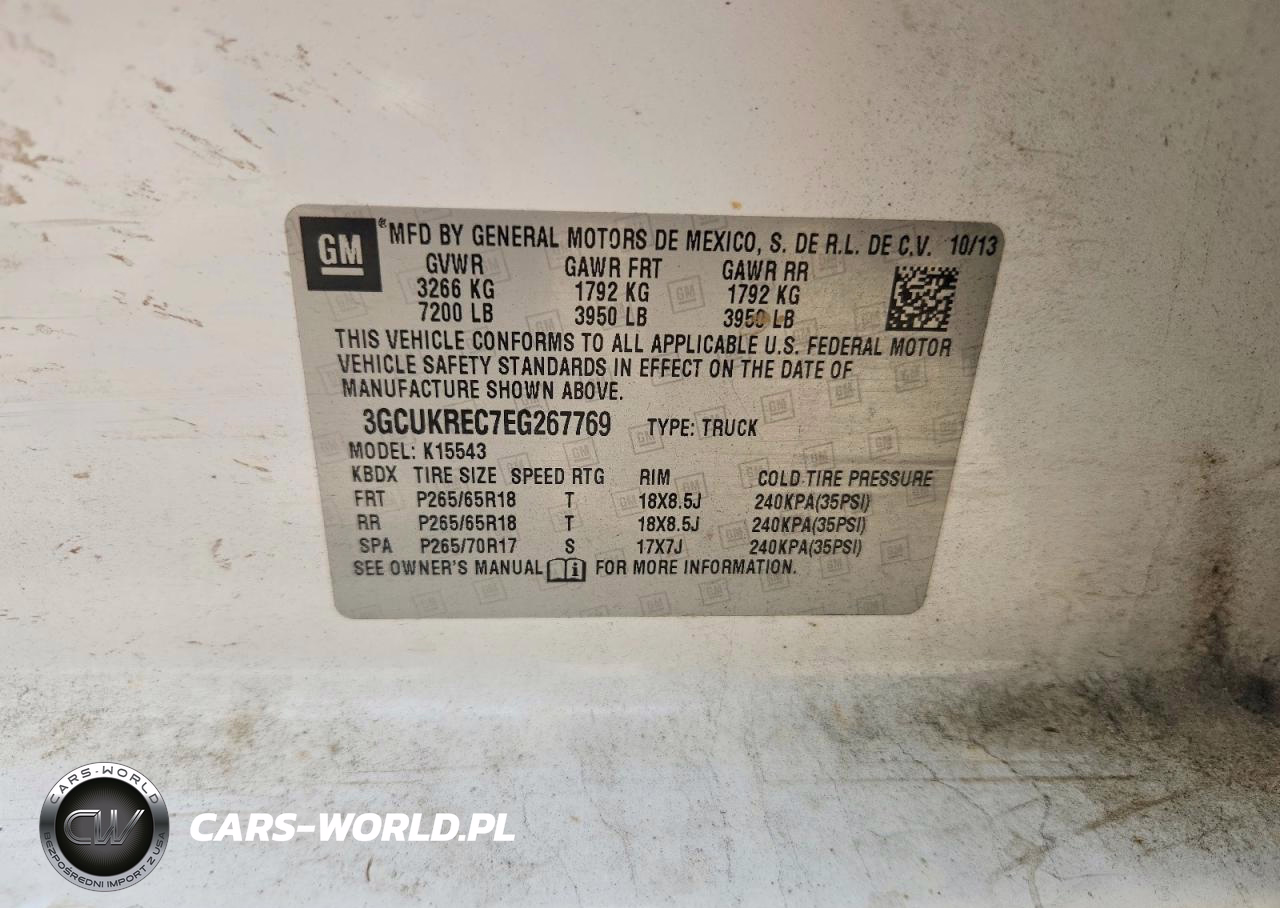 GM
® MFD BY GENERAL MOTORS DE MEXICO, S. DE R.L. DE C.V. 10/13
GVWR GAWR FRT GAWR RR
3266 KG 1792 KG 1792 KG
7200 LB 3950 LB 3950 LB
THIS VEHICLE CONFORMS TO ALL APPLICABLE U.S. FEDERAL MOTOR
VEHICLE SAFETY STANDARDS IN EFFECT ON THE DATE OF
MANUFACTURE SHOWN ABOVE.
3GCUKREC7EG267769 TYPE: TRUCK
MODEL: K15543
KBDX TIRE SIZE SPEED RTG RIM COLD TIRE PRESSURE
FRT P265/65R18 T 18X8.5J 240KPA(35PSI)
RR P265/65R18 T 18X8.5J 240KPA(35PSI)
SPA P265/70R17 S 17X7J 240KPA(35PSI)
SEE OWNER'S MANUAL i FOR MORE INFORMATION.
CARS-WORLD
CW
BEZPOŚREDNI IMPORT Z USA
CARS-WORLD.PL